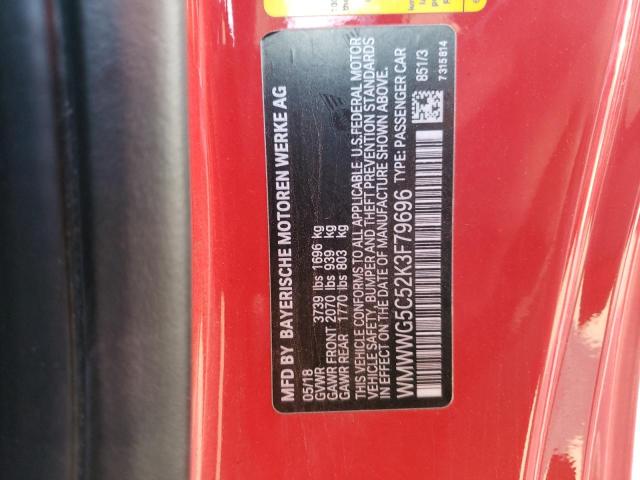 MFD BY BAYERISCHE MOTOREN WERKE AG
05/18
GVWR 3739 lbs 1696 kg
GAWR FRONT 2070 lbs 939 kg
GAWR REAR 1770 lbs 803 kg
THIS VEHICLE CONFORMS TO ALL APPLICABLE U.S.FEDERAL MOTOR
VEHICLE SAFETY, BUMPER AND THEFT PREVENTION STANDARDS
IN EFFECT ON THE DATE OF MANUFACTURE SHOWN ABOVE.
WMWWG5C52K3F79696 TYPE: PASSENGER CAR
851/3
7315814